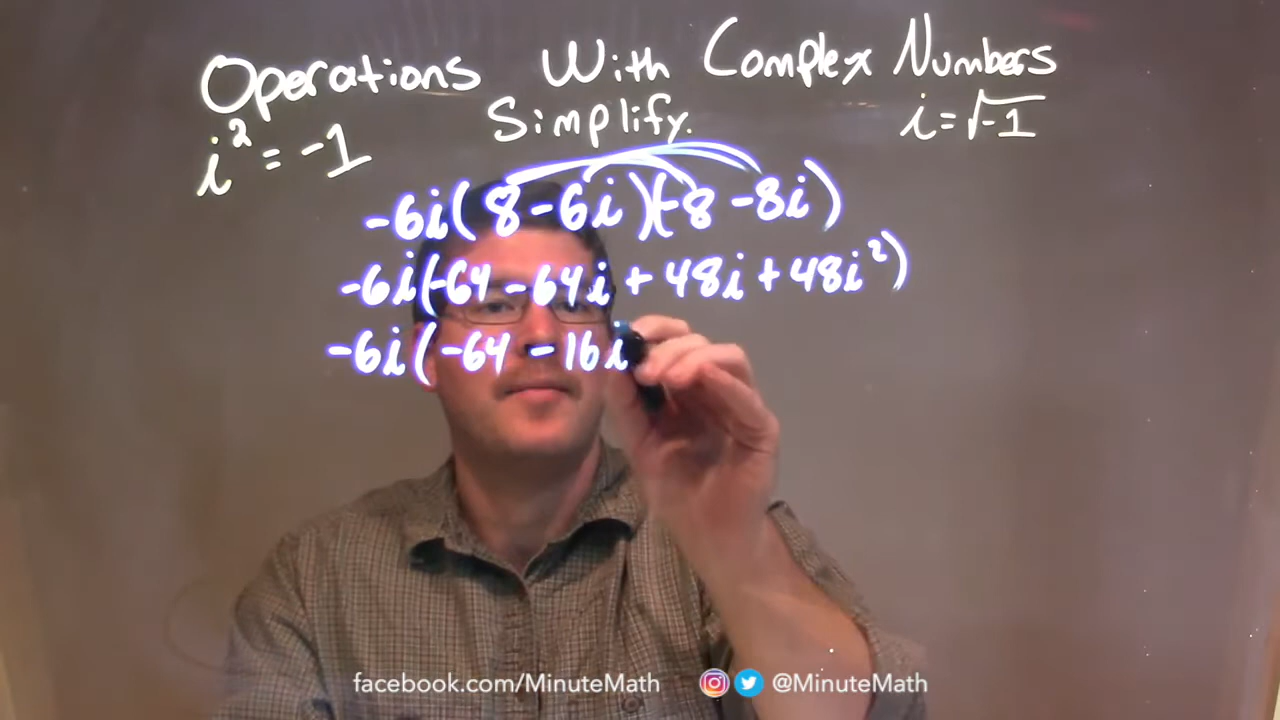 Operations With Complex Numbers
Simplify.
i² = -1
i = √-1
-6i(8 - 6i)(-8 - 8i)
-6i(-64 - 64i + 48i + 48i²)
-6i(-64 - 16i
facebook.com/MinuteMath @MinuteMath